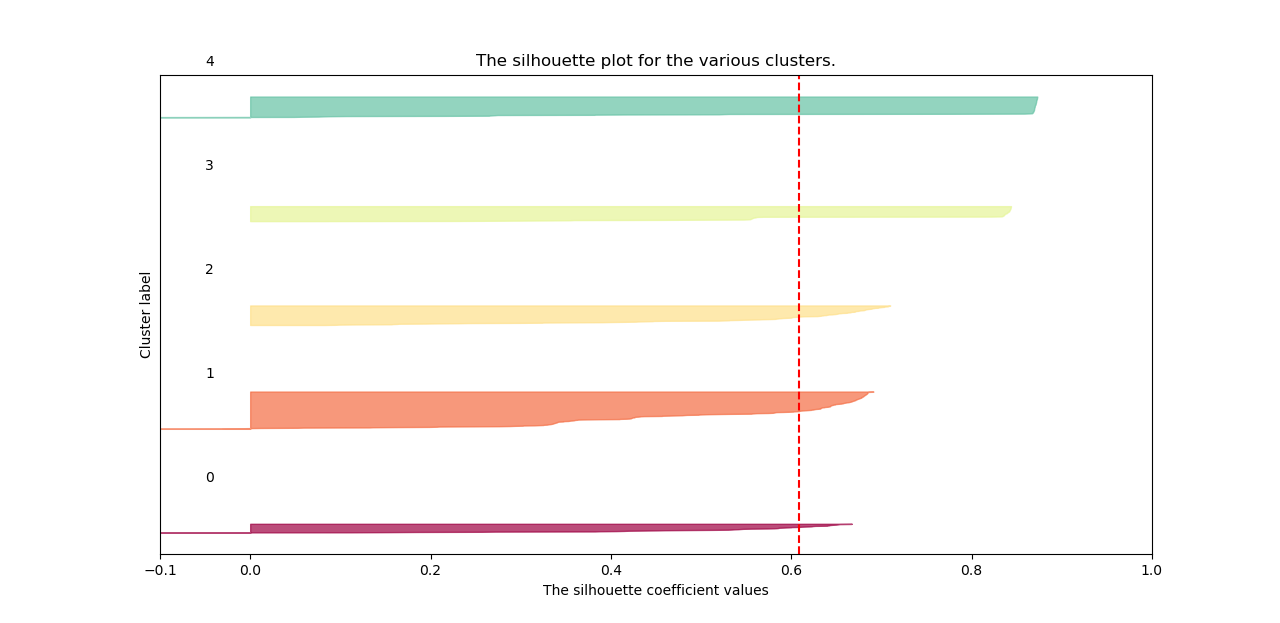 The silhouette plot for the various clusters.
4
3
2
1
0
Cluster label
−0.1 0.0 0.2 0.4 0.6 0.8 1.0
The silhouette coefficient values